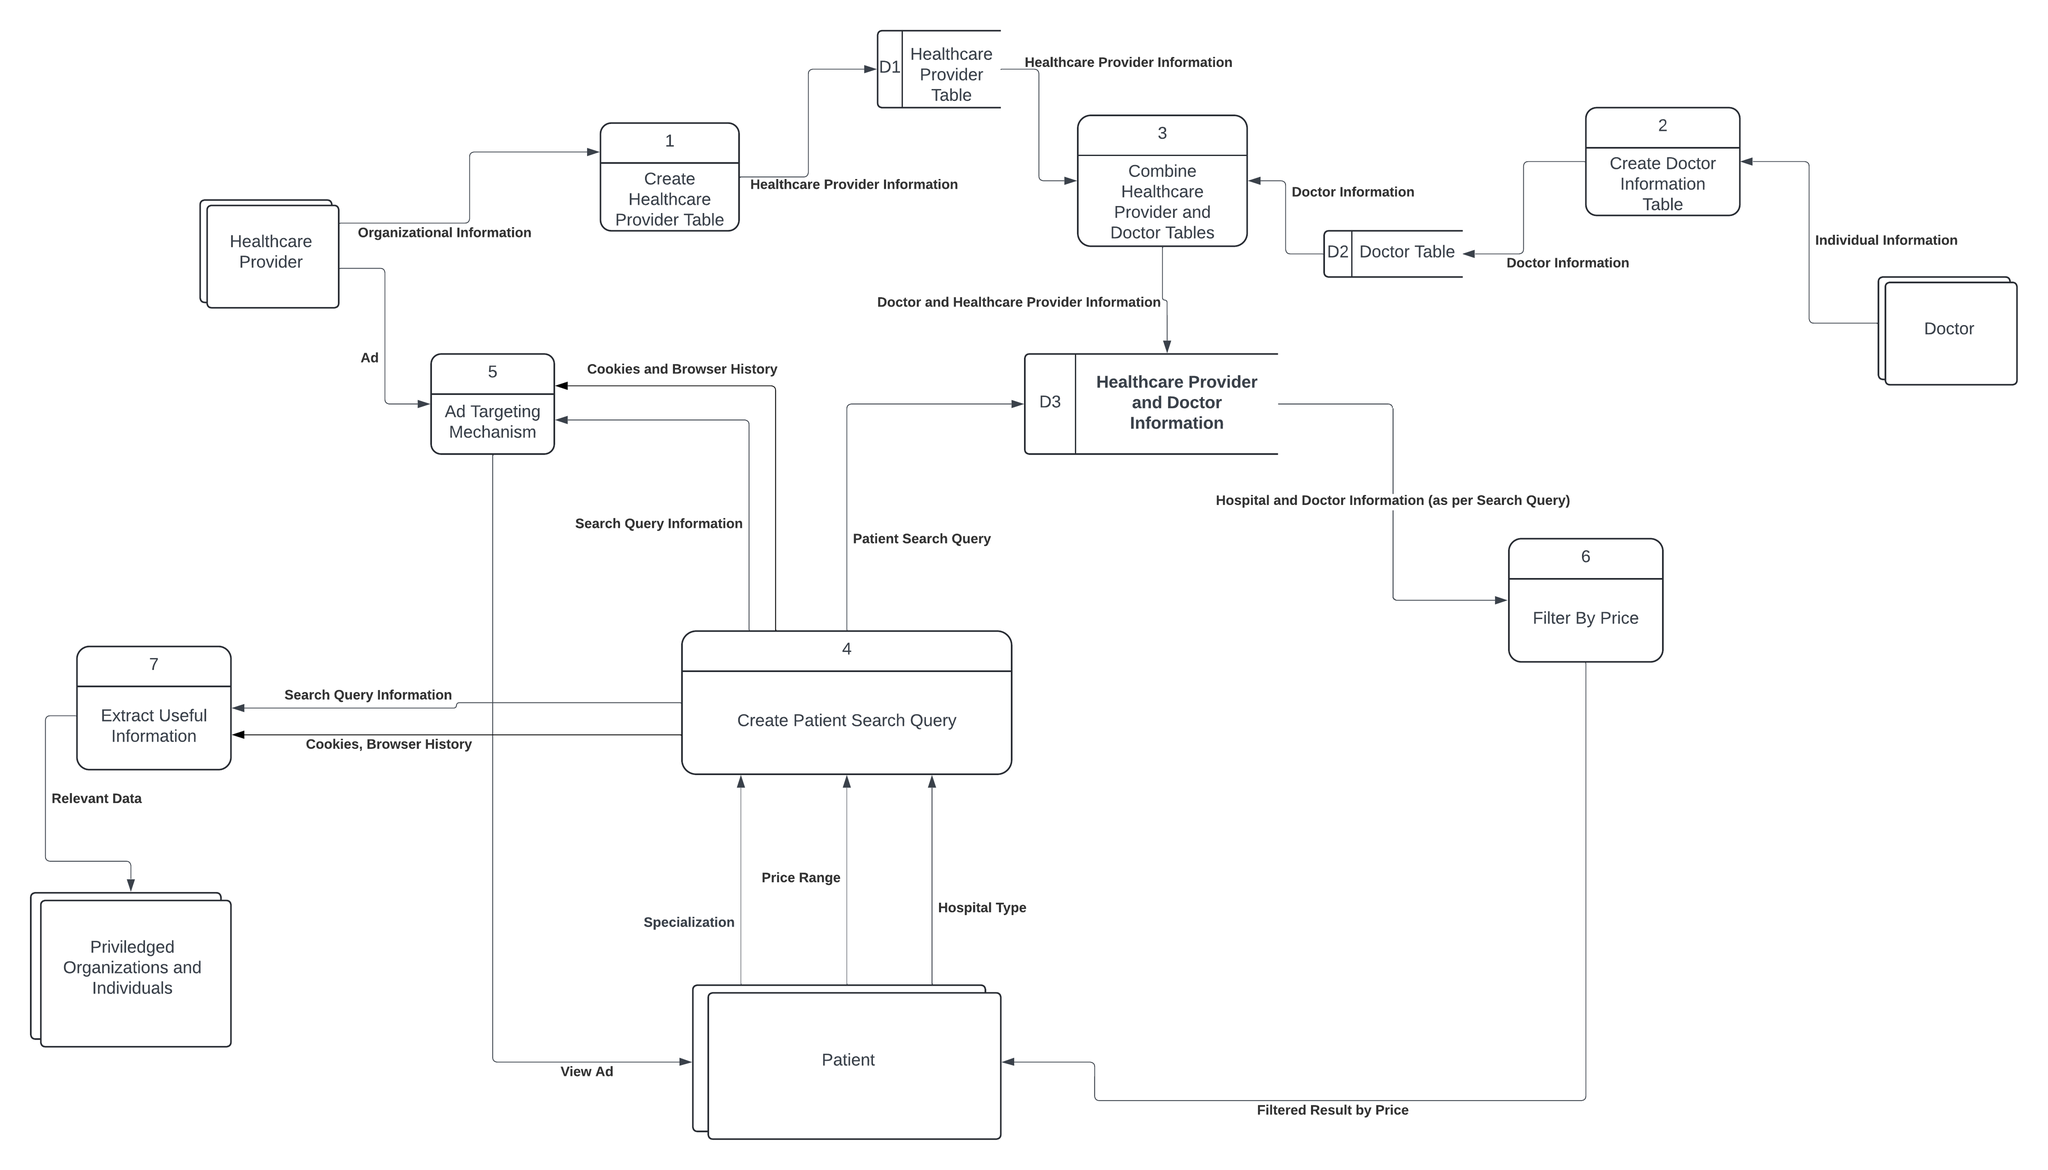 D1
Healthcare
Provider
Table
Healthcare Provider Information
1
Create
Healthcare
Provider Table
Healthcare Provider Information
3
Combine
Healthcare
Provider and
Doctor Tables
2
Create Doctor
Information
Table
Doctor Information
D2
Doctor Table
Doctor Information
Individual Information
Doctor
Healthcare
Provider
Organizational Information
Ad
Doctor and Healthcare Provider Information
5
Ad Targeting
Mechanism
Cookies and Browser History
D3
Healthcare Provider
and Doctor
Information
Search Query Information
Patient Search Query
Hospital and Doctor Information (as per Search Query)
6
Filter By Price
4
Create Patient Search Query
7
Extract Useful
Information
Search Query Information
Cookies, Browser History
Relevant Data
Priviledged
Organizations and
Individuals
Specialization
Price Range
Hospital Type
Patient
View Ad
Filtered Result by Price